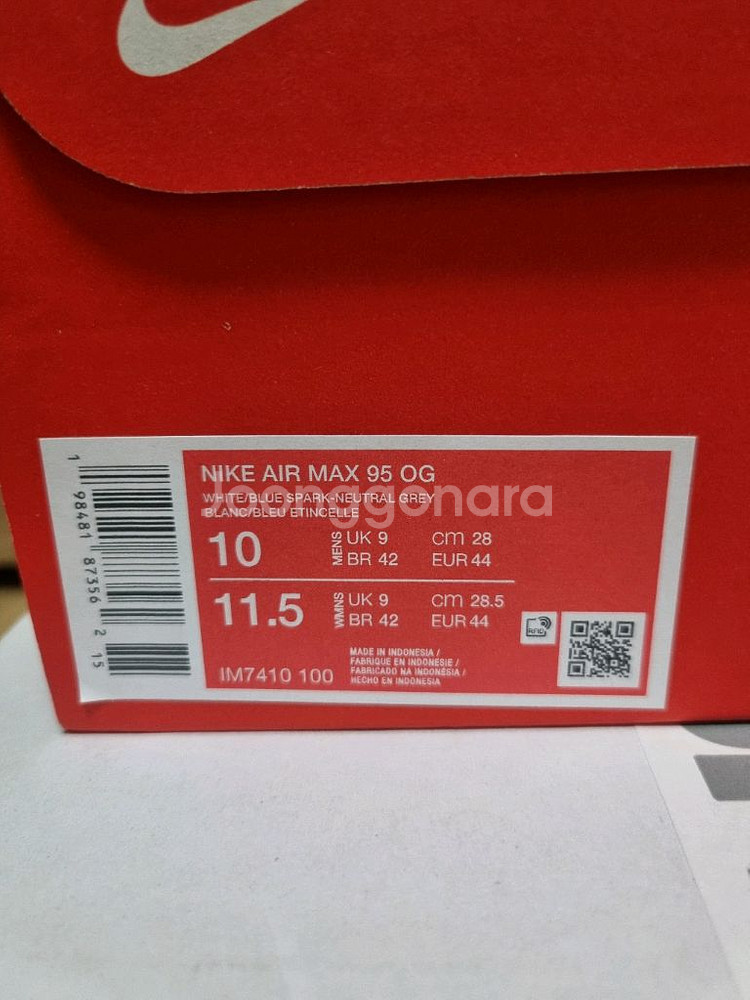 NIKE AIR MAX 95 OG
WHITE/BLUE SPARK-NEUTRAL GREY
BLANC/BLEU ETINCELLE
joonggonara
10
MENS
UK 9 cm 28
BR 42 EUR 44
11.5
WMNS
UK 9 cm 28.5
BR 42 EUR 44
RFID
IM7410 100
MADE IN INDONESIA /
FABRIQUE EN INDONESIE /
FABRICADO NA INDONÉSIA /
HECHO EN INDONESIA
1 98481 87356 2 15